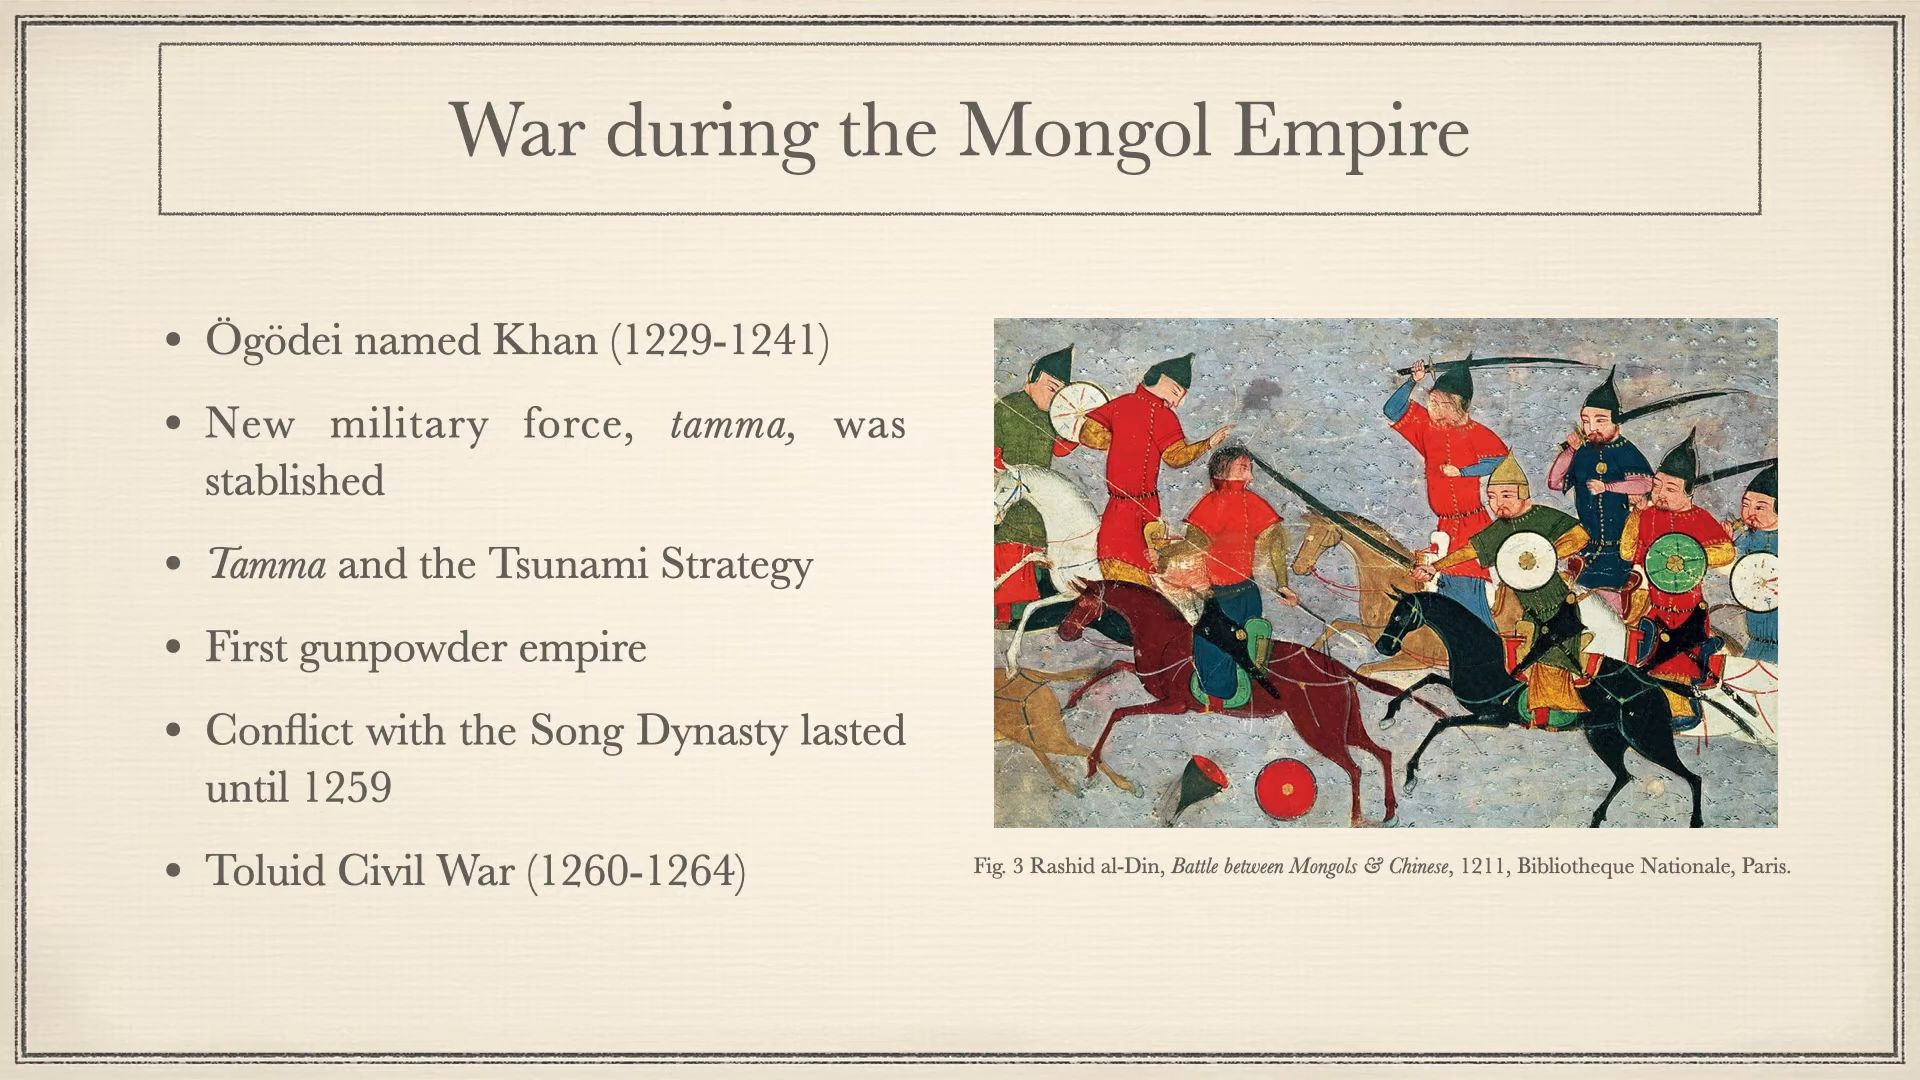 War during the Mongol Empire
• Ögödei named Khan (1229-1241)
• New military force, tamma, was
stablished
• Tamma and the Tsunami Strategy
• First gunpowder empire
• Conflict with the Song Dynasty lasted
until 1259
• Toluid Civil War (1260-1264)
Fig. 3 Rashid al-Din, Battle between Mongols & Chinese, 1211, Bibliotheque Nationale, Paris.